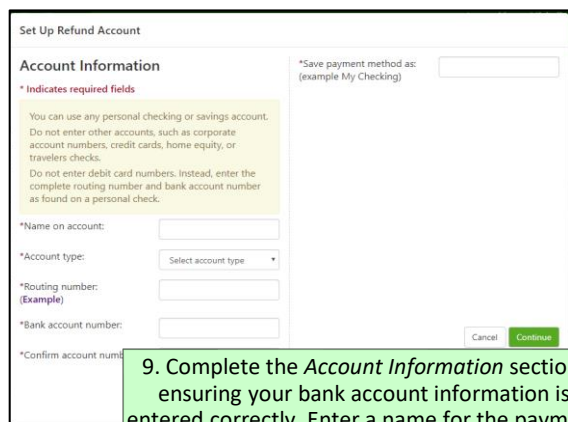 Set Up Refund Account
Account Information
* Indicates required fields
You can use any personal checking or savings account.
Do not enter other accounts, such as corporate
account numbers, credit cards, home equity, or
travelers checks.
Do not enter debit card numbers. Instead, enter the
complete routing number and bank account number
as found on a personal check.
*Name on account:
*Account type:
Select account type
*Routing number:
(Example)
*Bank account number:
*Confirm account numb
*Save payment method as:
(example My Checking)
Cancel Continue
9. Complete the Account Information sectio
ensuring your bank account information is
entered correctly. Enter a name for the paym